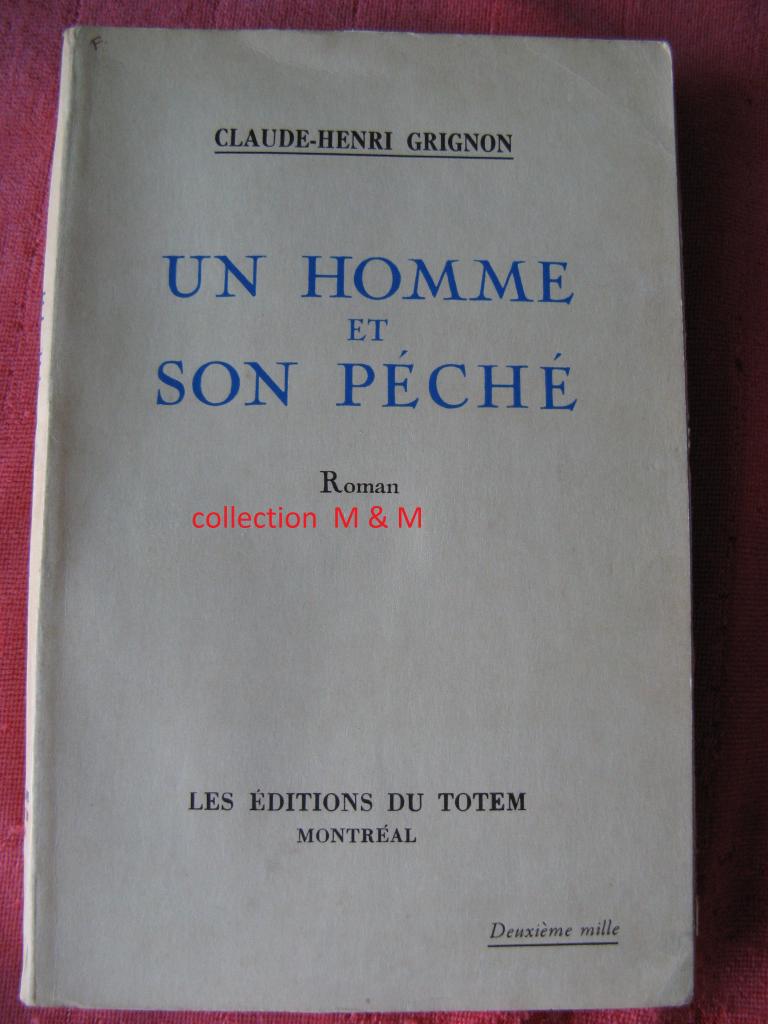 F.
CLAUDE-HENRI GRIGNON
UN HOMME
ET
SON PÉCHÉ
Roman
collection M & M
LES ÉDITIONS DU TOTEM
MONTRÉAL
Deuxième mille